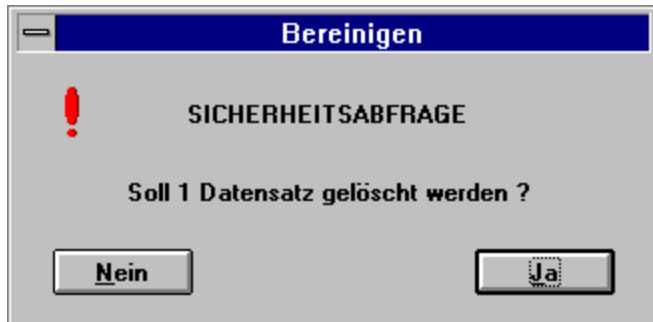 Bereinigen
SICHERHEITSABFRAGE
Soll 1 Datensatz gelöscht werden ?
Nein Ja